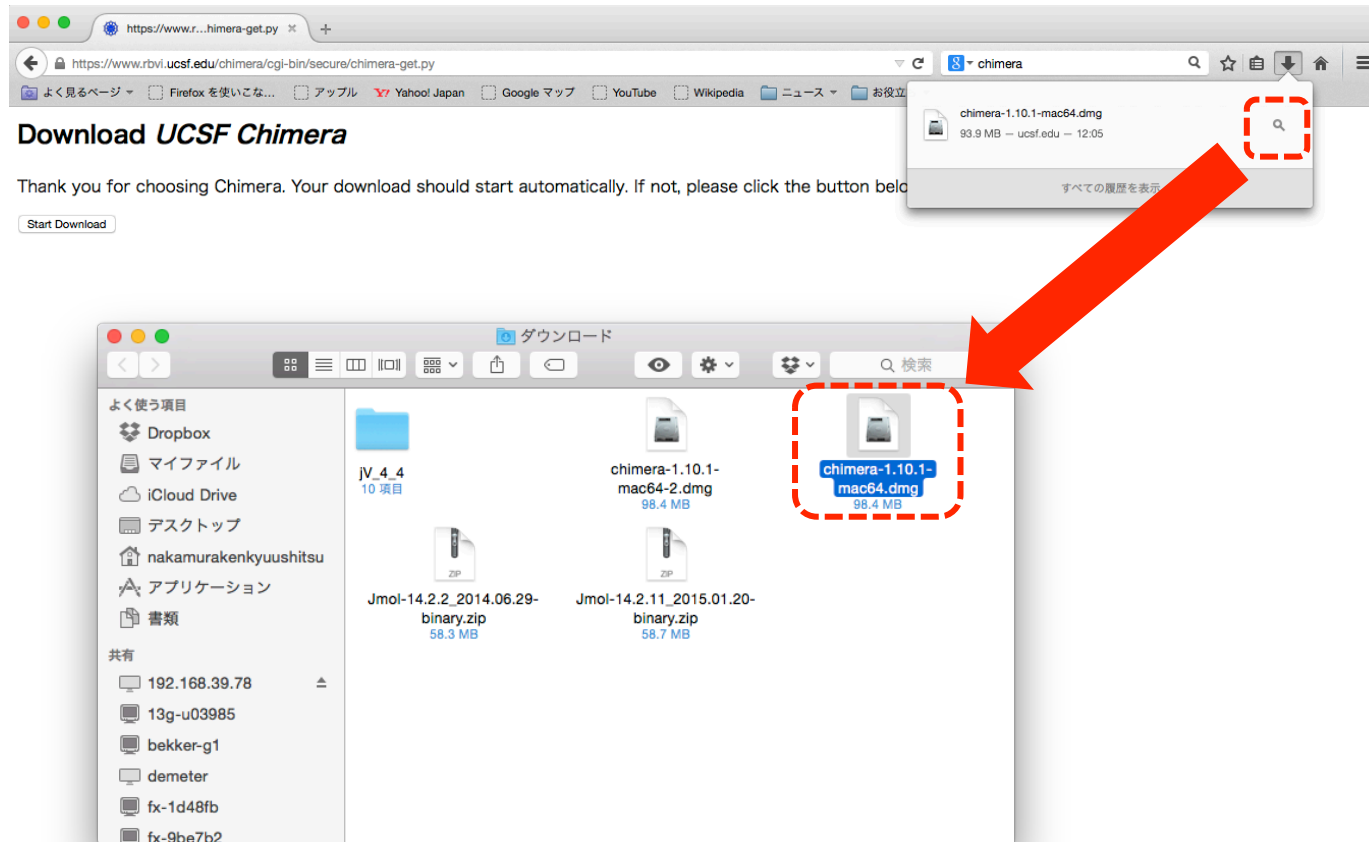 https://www.r...himera-get.py
https://www.rbvi.ucsf.edu/chimera/cgi-bin/secure/chimera-get.py
chimera
よく見るページ
Firefox を使いこな...
アップル
Yahoo! Japan
Google マップ
YouTube
Wikipedia
ニュース
お役立
chimera-1.10.1-mac64.dmg
93.9 MB — ucsf.edu — 12:05
すべての履歴を表示
Download UCSF Chimera
Thank you for choosing Chimera. Your download should start automatically. If not, please click the button belo
Start Download
ダウンロード
検索
よく使う項目
Dropbox
マイファイル
iCloud Drive
デスクトップ
nakamurakenkyuushitsu
アプリケーション
書類
共有
192.168.39.78
13g-u03985
bekker-g1
demeter
fx-1d48fb
fx-9be7b2
jV_4_4
10 項目
chimera-1.10.1-
mac64-2.dmg
98.4 MB
chimera-1.10.1-
mac64.dmg
98.4 MB
ZIP
Jmol-14.2.2_2014.06.29-
binary.zip
58.3 MB
ZIP
Jmol-14.2.11_2015.01.20-
binary.zip
58.7 MB